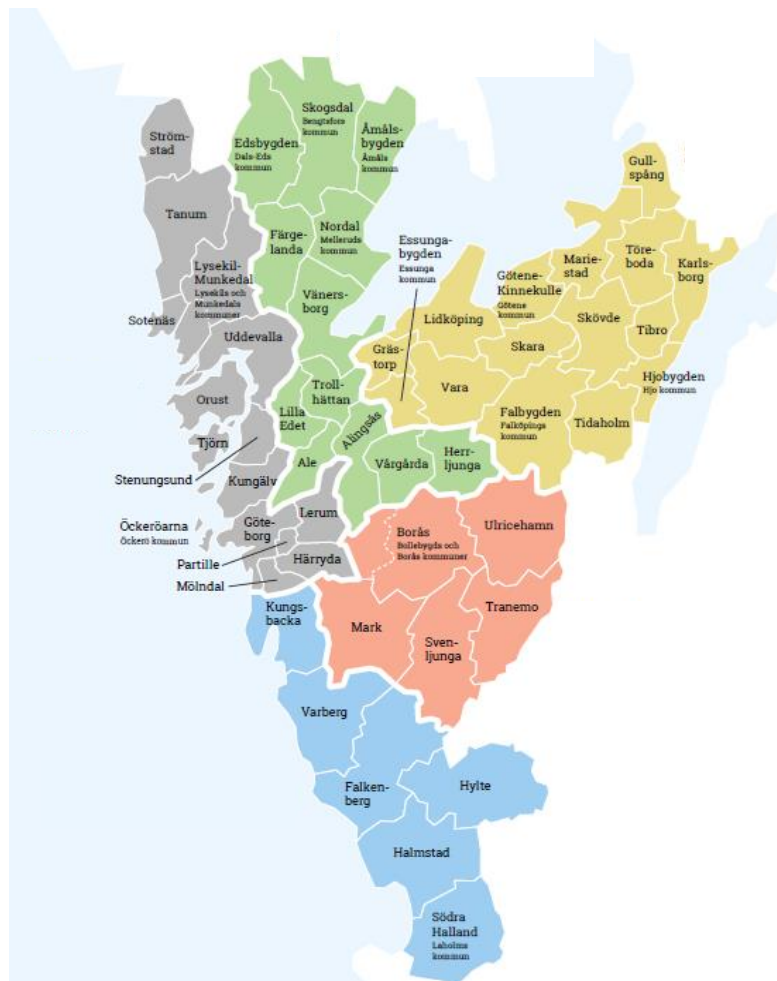 Ström-
stad
Tanum
Lysekil-
Munkedal
Lysekils och
Munkedals
kommuner
Sotenäs
Uddevalla
Orust
Tjörn
Stenungsund
Kungälv
Öckeröarna
Öckerö kommun
Göte-
borg
Lerum
Partille
Härryda
Mölndal
Edsbygden
Dals-Eds
kommun
Skogsdal
Bengtsfors
kommun
Åmåls-
bygden
Åmåls
kommun
Färge-
landa
Nordal
Melleruds
kommun
Väners-
borg
Troll-
hättan
Lilla
Edet
Ale
Alingsås
Vårgårda
Herr-
ljunga
Essunga-
bygden
Essunga
kommun
Gull-
spång
Marie-
stad
Töre-
boda
Karls-
borg
Götene-
Kinnekulle
Götene
kommun
Lidköping
Skövde
Tibro
Skara
Gräs-
torp
Vara
Hjobygden
Hjo kommun
Falbygden
Falköpings
kommun
Tidaholm
Borås
Bollebygds och
Borås kommuner
Ulricehamn
Mark
Sven-
ljunga
Tranemo
Kungs-
backa
Varberg
Falken-
berg
Hylte
Halmstad
Södra
Halland
Laholms
kommun